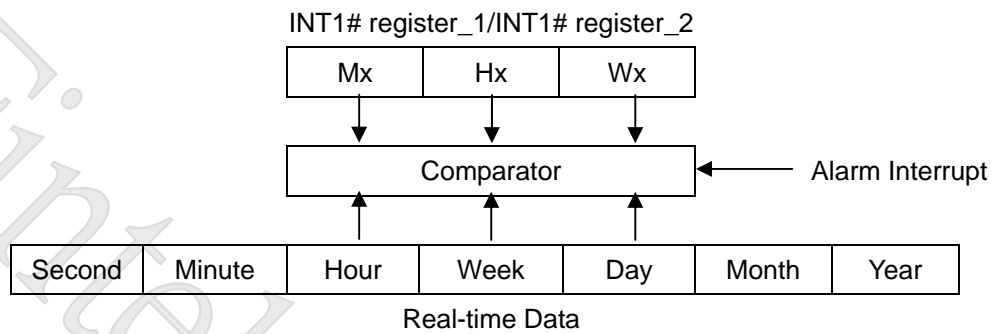 INT1# register_1/INT1# register_2
Mx Hx Wx
Comparator
Alarm Interrupt
Second Minute Hour Week Day Month Year
Real-time Data